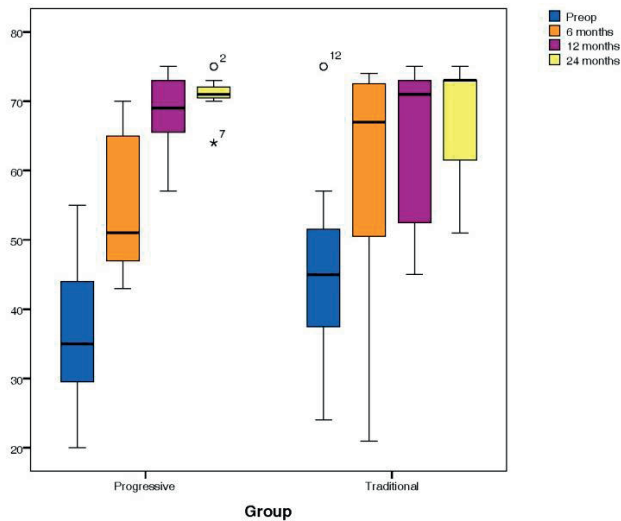 Preop
6 months
12 months
24 months
80
70
60
50
40
30
20
2
7
12
Progressive
Traditional
Group